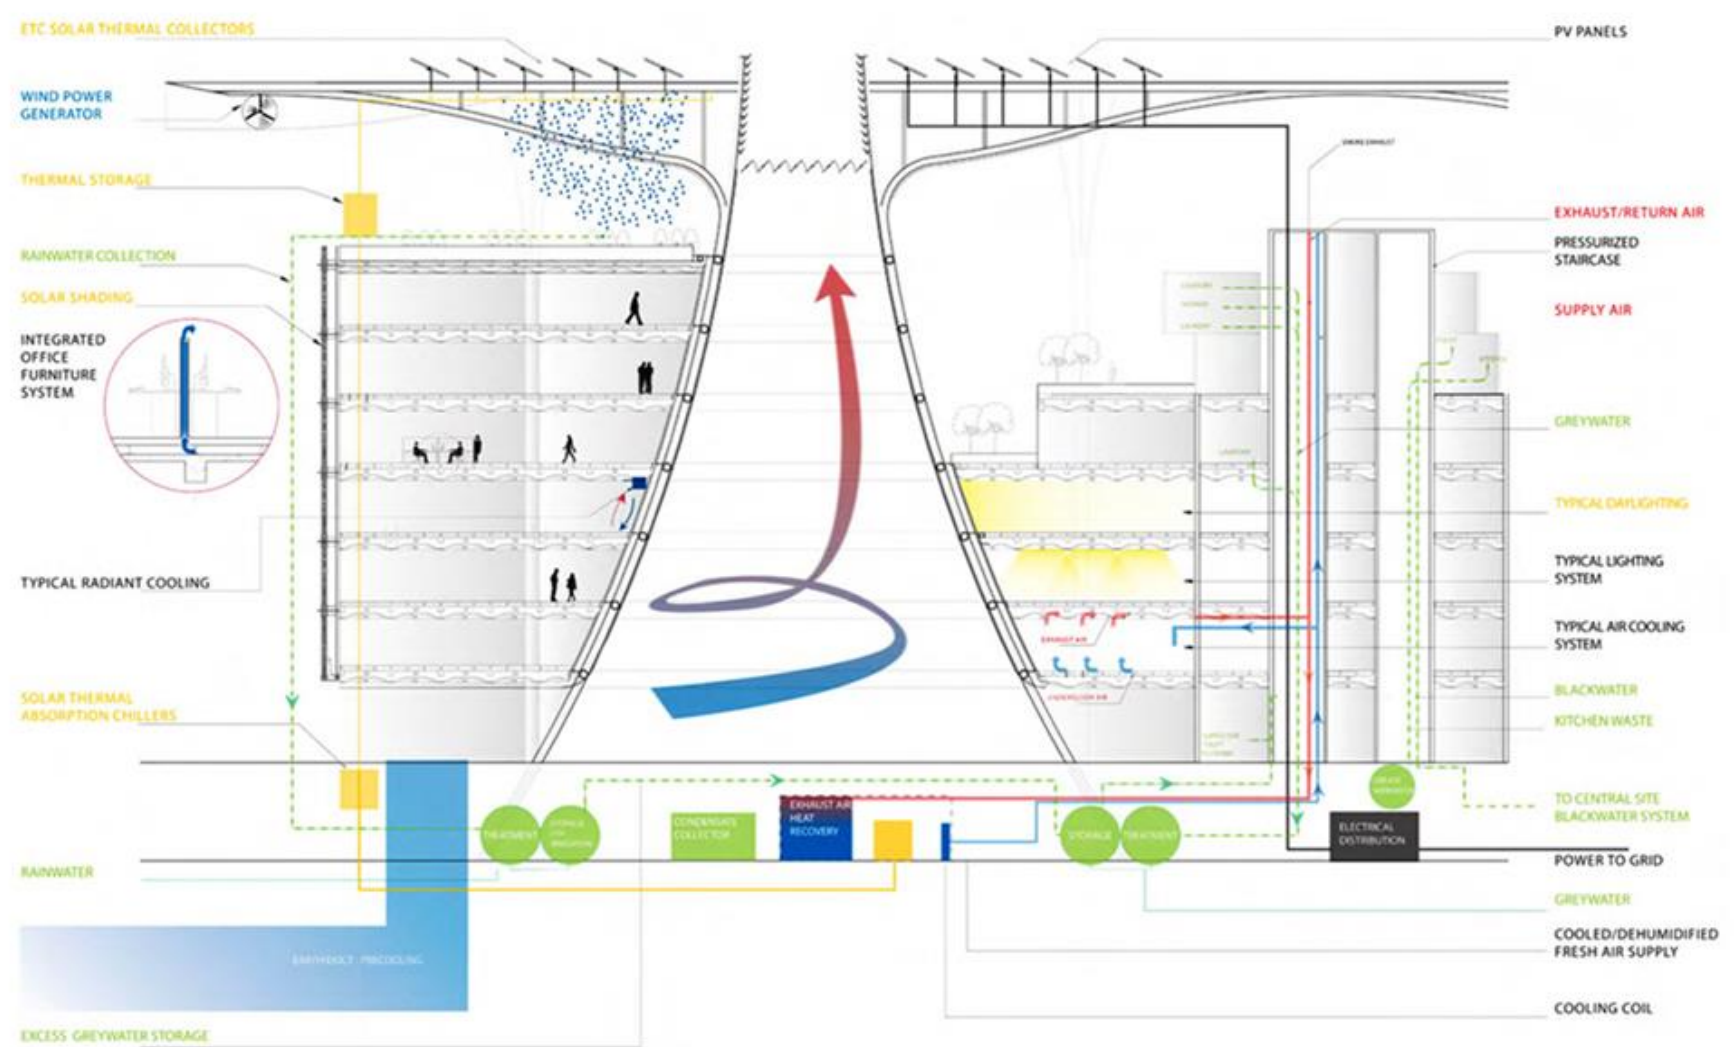 ETC SOLAR THERMAL COLLECTORS
WIND POWER
GENERATOR
THERMAL STORAGE
RAINWATER COLLECTION
SOLAR SHADING
INTEGRATED
OFFICE
FURNITURE
SYSTEM
TYPICAL RADIANT COOLING
SOLAR THERMAL
ABSORPTION CHILLERS
RAINWATER
EXCESS GREYWATER STORAGE
TREATMENT
STORAGE
IRRIGATION
CONDENSATE
COLLECTOR
EXHAUST AIR
HEAT
RECOVERY
STORAGE
TREATMENT
ELECTRICAL
DISTRIBUTION
EXHAUST AIR
SMOKE EXHAUST
PV PANELS
EXHAUST/RETURN AIR
PRESSURIZED
STAIRCASE
SUPPLY AIR
GREYWATER
TYPICAL DAYLIGHTING
TYPICAL LIGHTING
SYSTEM
TYPICAL AIR COOLING
SYSTEM
BLACKWATER
KITCHEN WASTE
TO CENTRAL SITE
BLACKWATER SYSTEM
POWER TO GRID
GREYWATER
COOLED/DEHUMIDIFIED
FRESH AIR SUPPLY
COOLING COIL